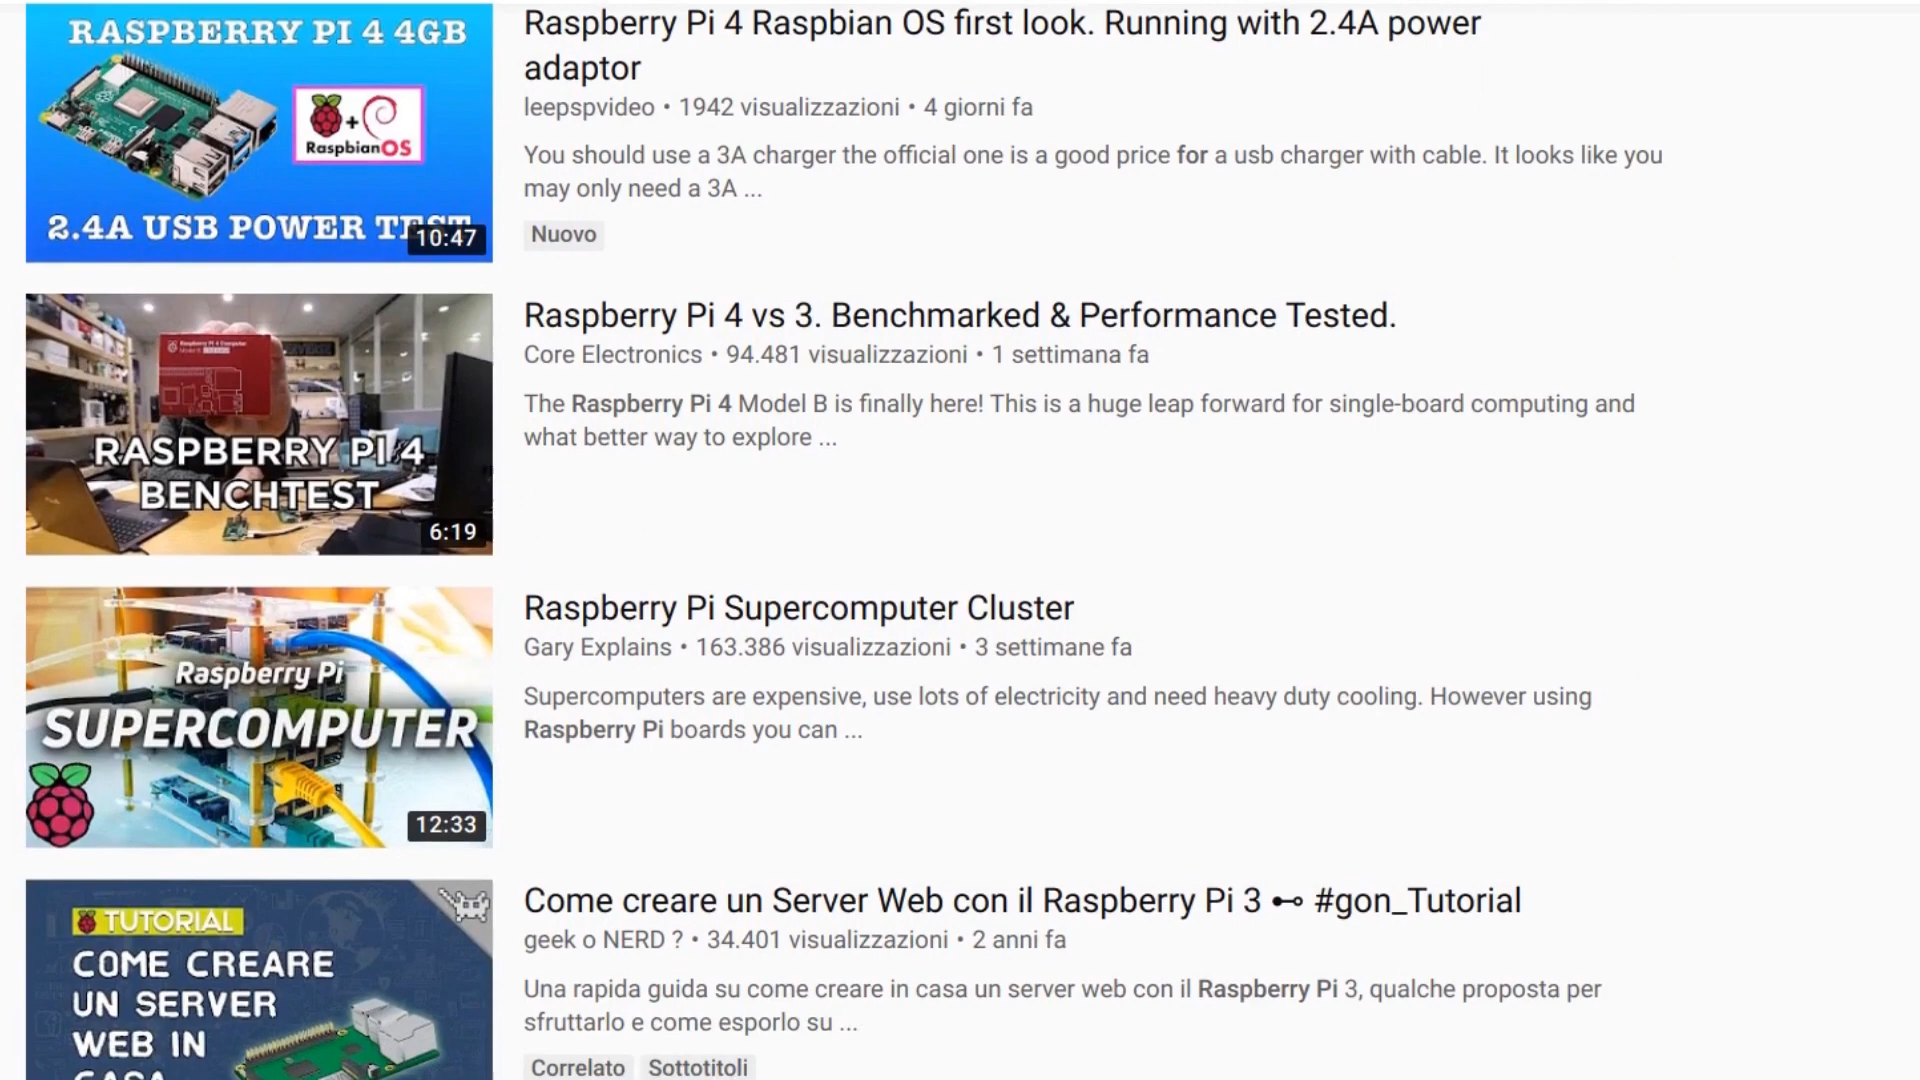 RASPBERRY PI 4 4GB
+
RaspbianOS
2.4A USB POWER TEST
10:47
Raspberry Pi 4 Raspbian OS first look. Running with 2.4A power
adaptor
leepspvideo • 1942 visualizzazioni • 4 giorni fa
You should use a 3A charger the official one is a good price for a usb charger with cable. It looks like you
may only need a 3A ...
Nuovo
Raspberry Pi 4 Computer
RASPBERRY PI 4
BENCHTEST
6:19
Raspberry Pi 4 vs 3. Benchmarked & Performance Tested.
Core Electronics • 94.481 visualizzazioni • 1 settimana fa
The Raspberry Pi 4 Model B is finally here! This is a huge leap forward for single-board computing and
what better way to explore ...
Raspberry Pi
SUPERCOMPUTER
12:33
Raspberry Pi Supercomputer Cluster
Gary Explains • 163.386 visualizzazioni • 3 settimane fa
Supercomputers are expensive, use lots of electricity and need heavy duty cooling. However using
Raspberry Pi boards you can ...
TUTORIAL
COME CREARE
UN SERVER
WEB IN
CASA
Come creare un Server Web con il Raspberry Pi 3 ⊷ #gon_Tutorial
geek o NERD ? • 34.401 visualizzazioni • 2 anni fa
Una rapida guida su come creare in casa un server web con il Raspberry Pi 3, qualche proposta per
sfruttarlo e come esporlo su ...
Correlato Sottotitoli